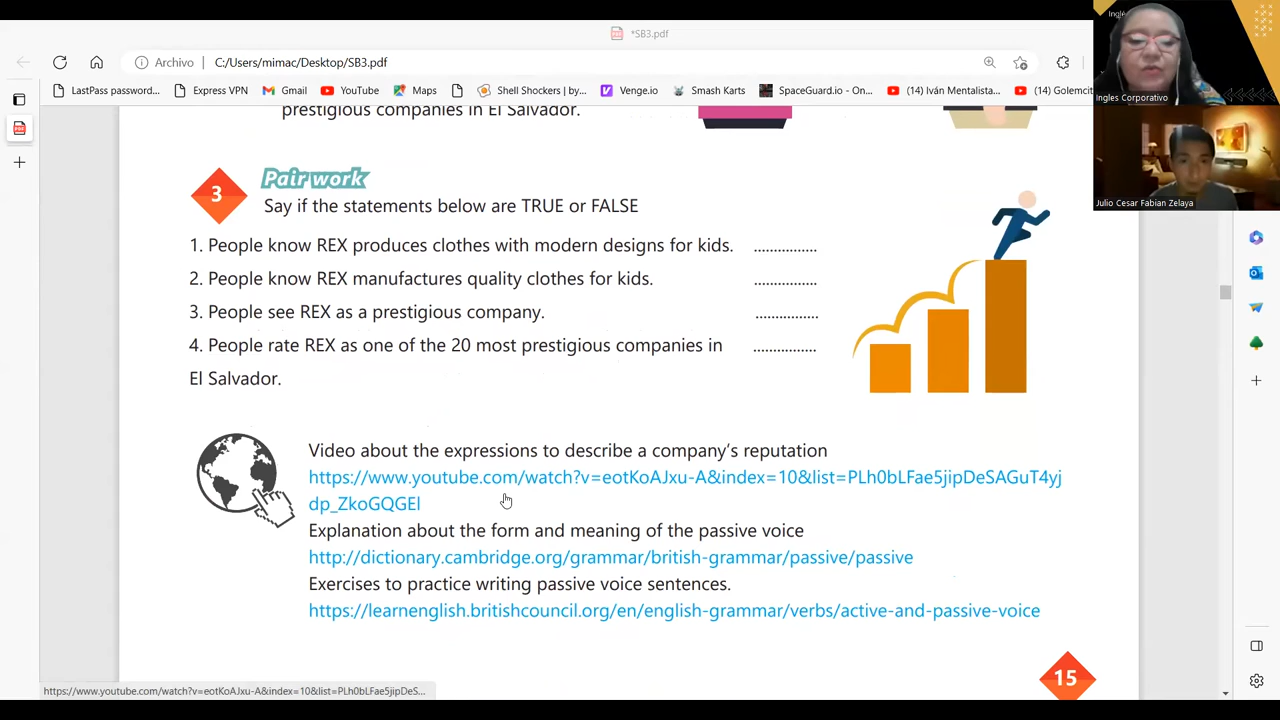 *SB3.pdf
Archivo
C:/Users/mimac/Desktop/SB3.pdf
LastPass password...
Express VPN
Gmail
YouTube
Maps
Shell Shockers | by...
Venge.io
Smash Karts
SpaceGuard.io - On...
(14) Iván Mentalista...
(14) Golemcit
Inglé
Ingles Corporativo
Julio Cesar Fabian Zelaya
prestigious companies in El Salvador.
3
Pair work
Say if the statements below are TRUE or FALSE
1. People know REX produces clothes with modern designs for kids. ................
2. People know REX manufactures quality clothes for kids. ................
3. People see REX as a prestigious company. ................
4. People rate REX as one of the 20 most prestigious companies in ................
El Salvador.
Video about the expressions to describe a company's reputation
https://www.youtube.com/watch?v=eotKoAJxu-A&index=10&list=PLh0bLFae5jipDeSAGuT4yj
dp_ZkoGQGEl
Explanation about the form and meaning of the passive voice
http://dictionary.cambridge.org/grammar/british-grammar/passive/passive
Exercises to practice writing passive voice sentences.
https://learnenglish.britishcouncil.org/en/english-grammar/verbs/active-and-passive-voice
15
https://www.youtube.com/watch?v=eotKoAJxu-A&index=10&list=PLh0bLFae5jipDeS...